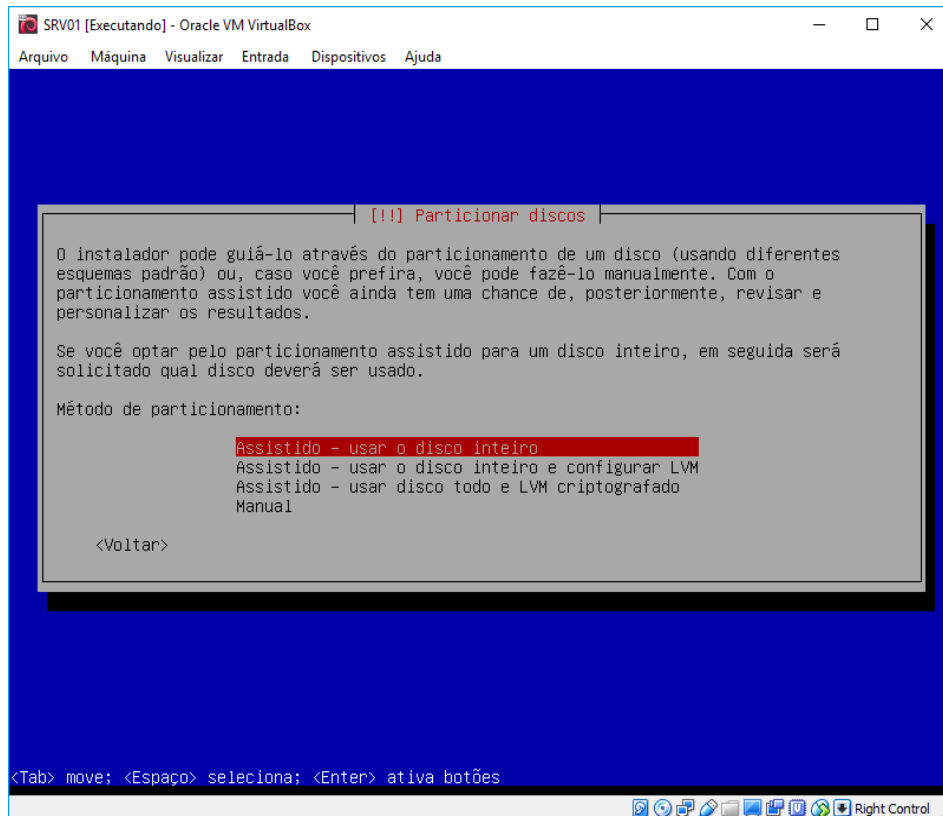 SRV01 [Executando] - Oracle VM VirtualBox
Arquivo Máquina Visualizar Entrada Dispositivos Ajuda
[!!] Particionar discos
O instalador pode guiá-lo através do particionamento de um disco (usando diferentes
esquemas padrão) ou, caso você prefira, você pode fazê-lo manualmente. Com o
particionamento assistido você ainda tem uma chance de, posteriormente, revisar e
personalizar os resultados.
Se você optar pelo particionamento assistido para um disco inteiro, em seguida será
solicitado qual disco deverá ser usado.
Método de particionamento:
Assistido - usar o disco inteiro
Assistido - usar o disco inteiro e configurar LVM
Assistido - usar disco todo e LVM criptografado
Manual
<Voltar>
<Tab> move; <Espaço> seleciona; <Enter> ativa botões
Right Control